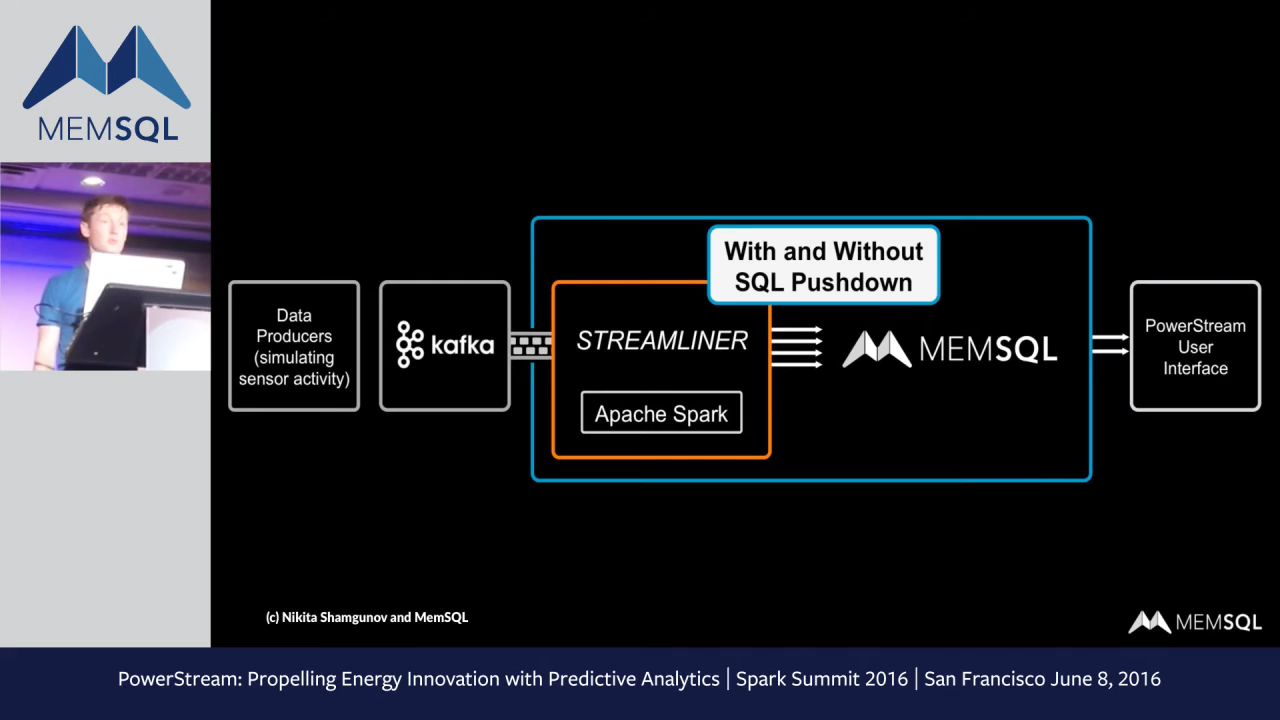 MEMSQL
With and Without
SQL Pushdown
Data
Producers
(simulating
sensor activity)
kafka
STREAMLINER
Apache Spark
MEMSQL
PowerStream
User
Interface
(c) Nikita Shamgunov and MemSQL
MEMSQL
PowerStream: Propelling Energy Innovation with Predictive Analytics | Spark Summit 2016 | San Francisco June 8, 2016